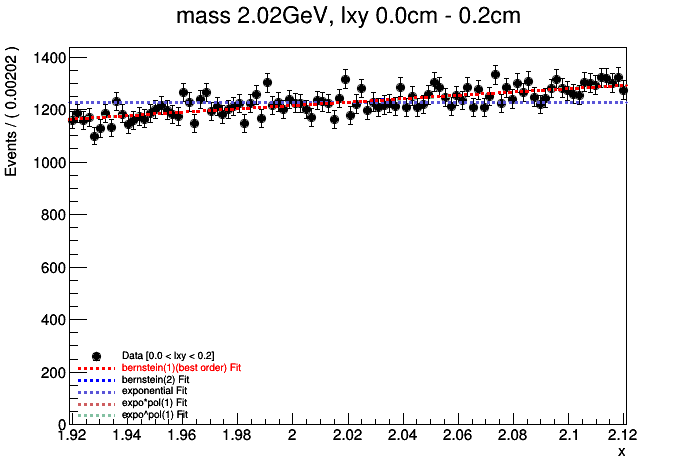 mass 2.02GeV, lxy 0.0cm - 0.2cm
Events / ( 0.00202 )
1400
1200
1000
800
600
400
200
0
Data [0.0 < lxy < 0.2]
bernstein(1)(best order) Fit
bernstein(2) Fit
exponential Fit
expo*pol(1) Fit
expo^pol(1) Fit
1.92 1.94 1.96 1.98 2 2.02 2.04 2.06 2.08 2.1 2.12
x